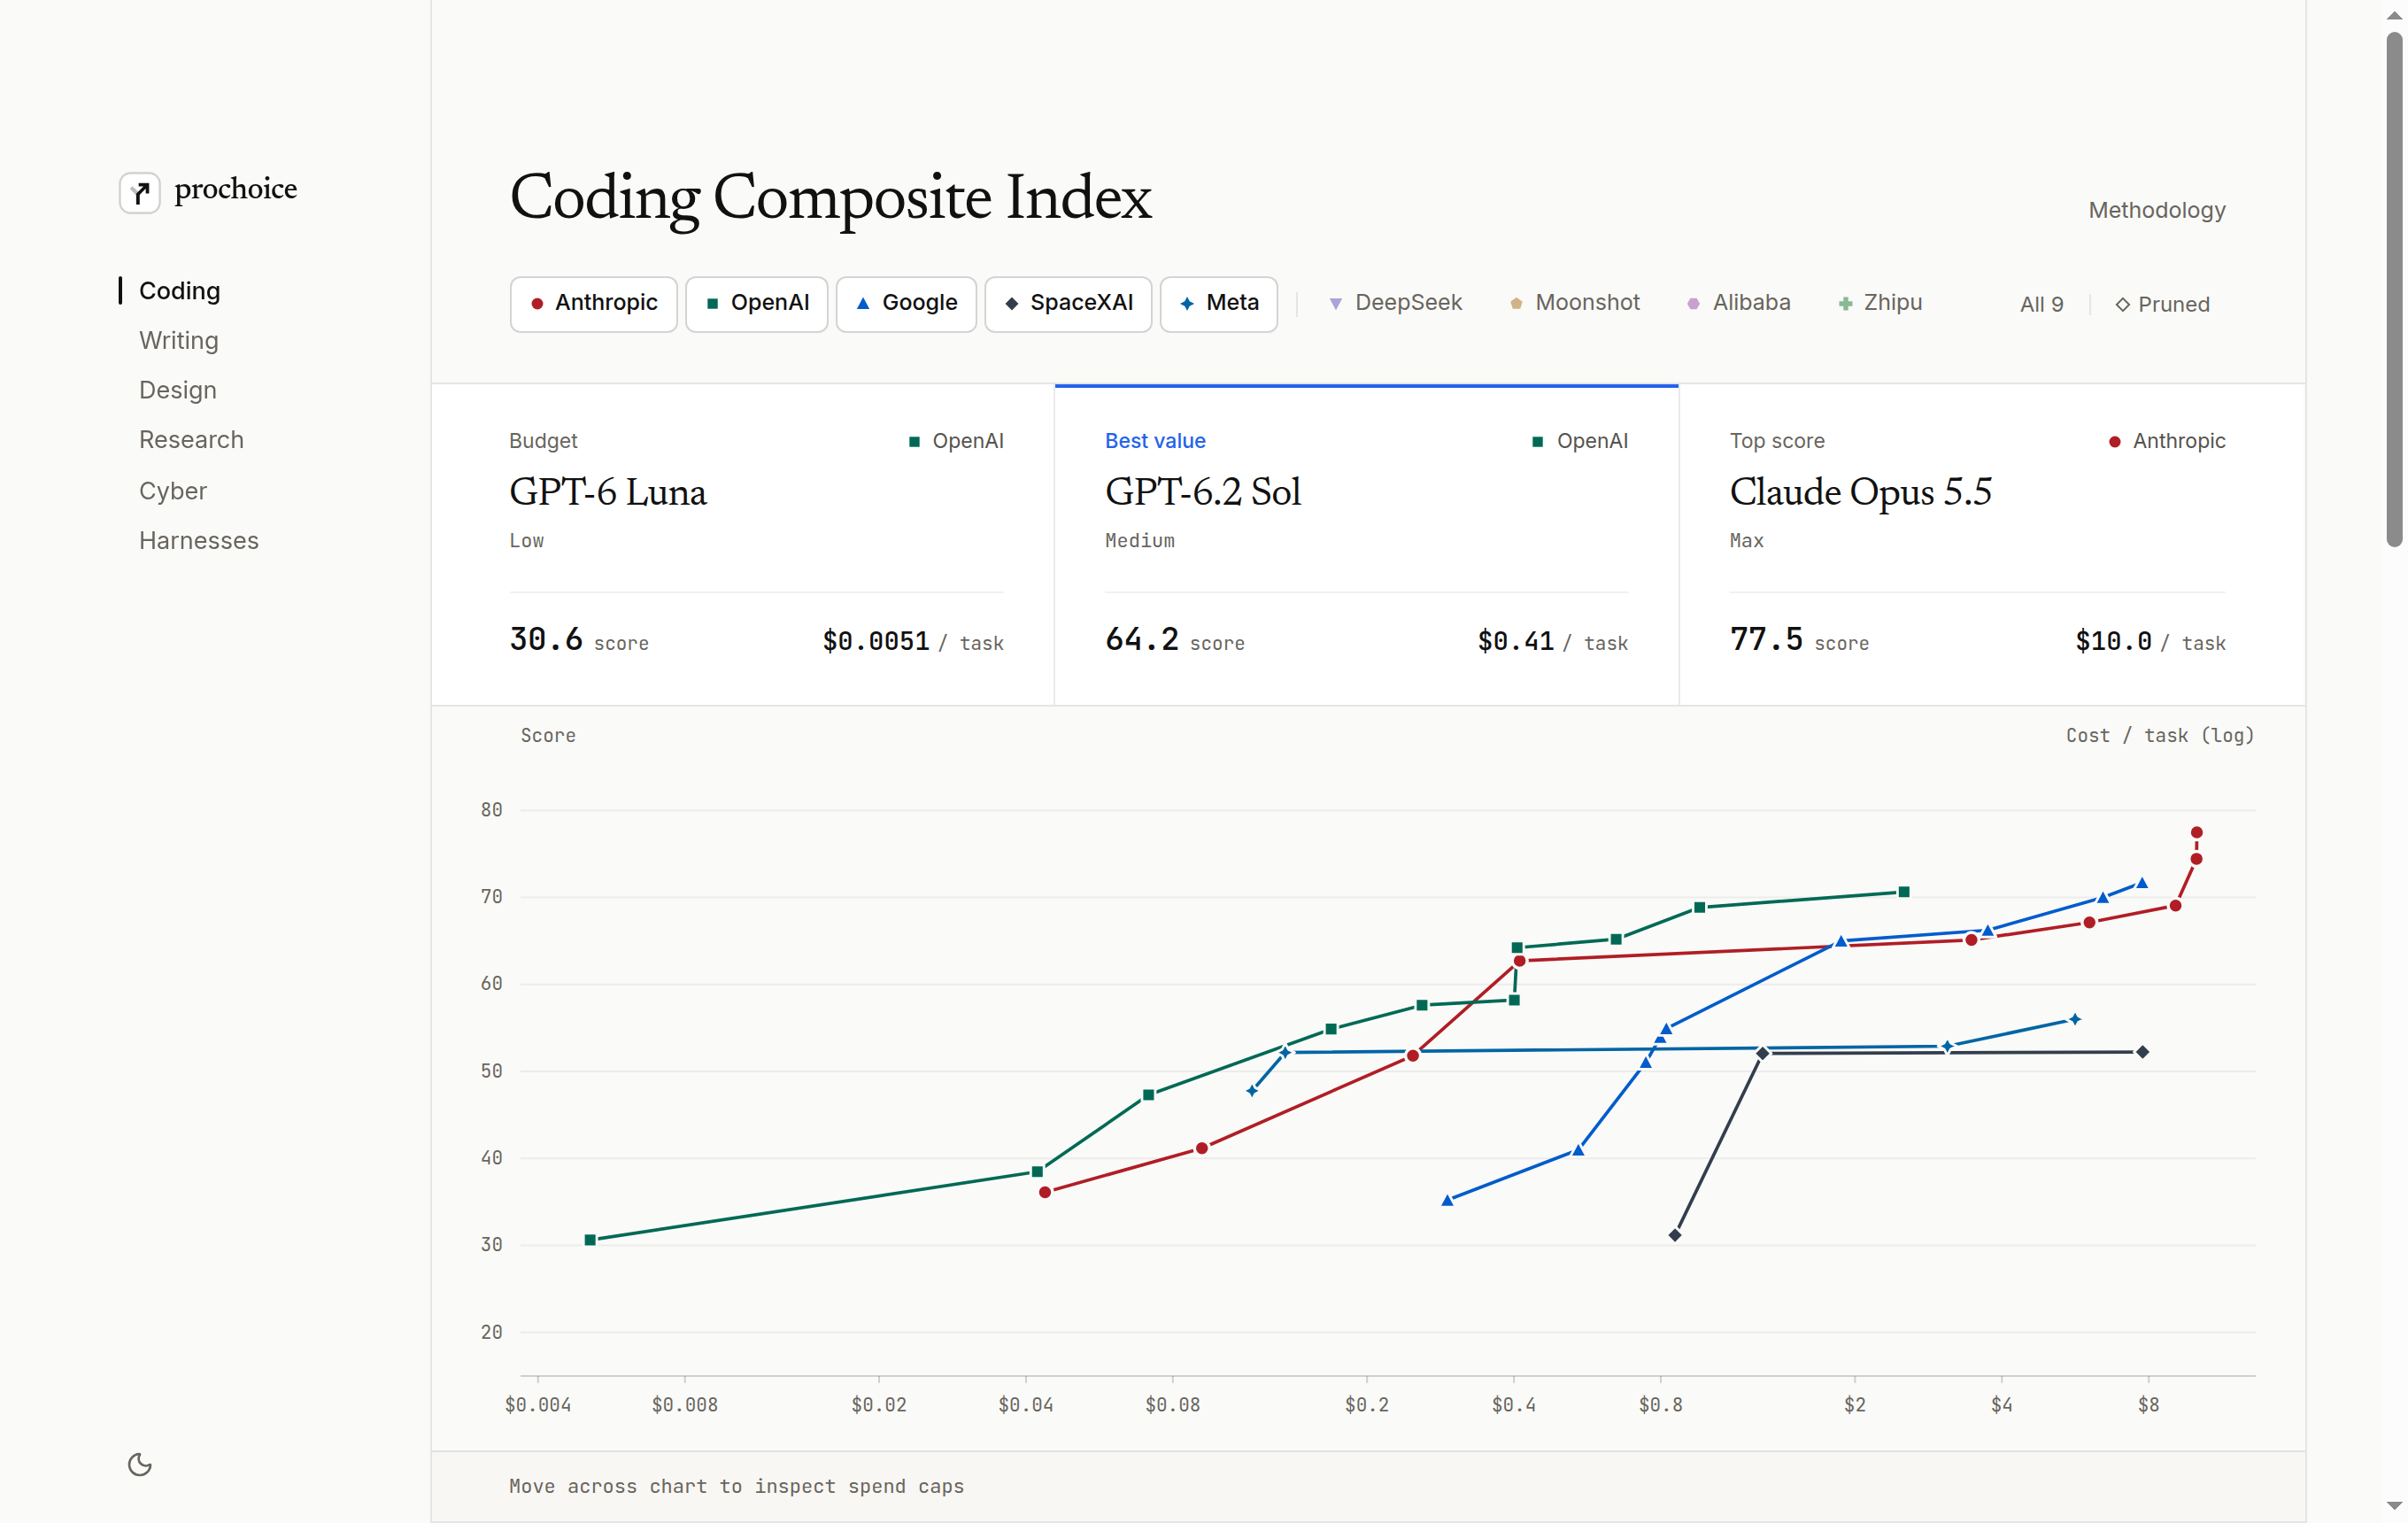 prochoice
Coding
Writing
Design
Research
Cyber
Harnesses
Coding Composite Index
Methodology
Anthropic OpenAI Google SpaceXAI Meta DeepSeek Moonshot Alibaba Zhipu All 9 Pruned
Budget OpenAI
GPT-6 Luna
Low
30.6 score $0.0051 / task
Best value OpenAI
GPT-6.2 Sol
Medium
64.2 score $0.41 / task
Top score Anthropic
Claude Opus 5.5
Max
77.5 score $10.0 / task
Score Cost / task (log)
80
70
60
50
40
30
20
$0.004 $0.008 $0.02 $0.04 $0.08 $0.2 $0.4 $0.8 $2 $4 $8
Move across chart to inspect spend caps